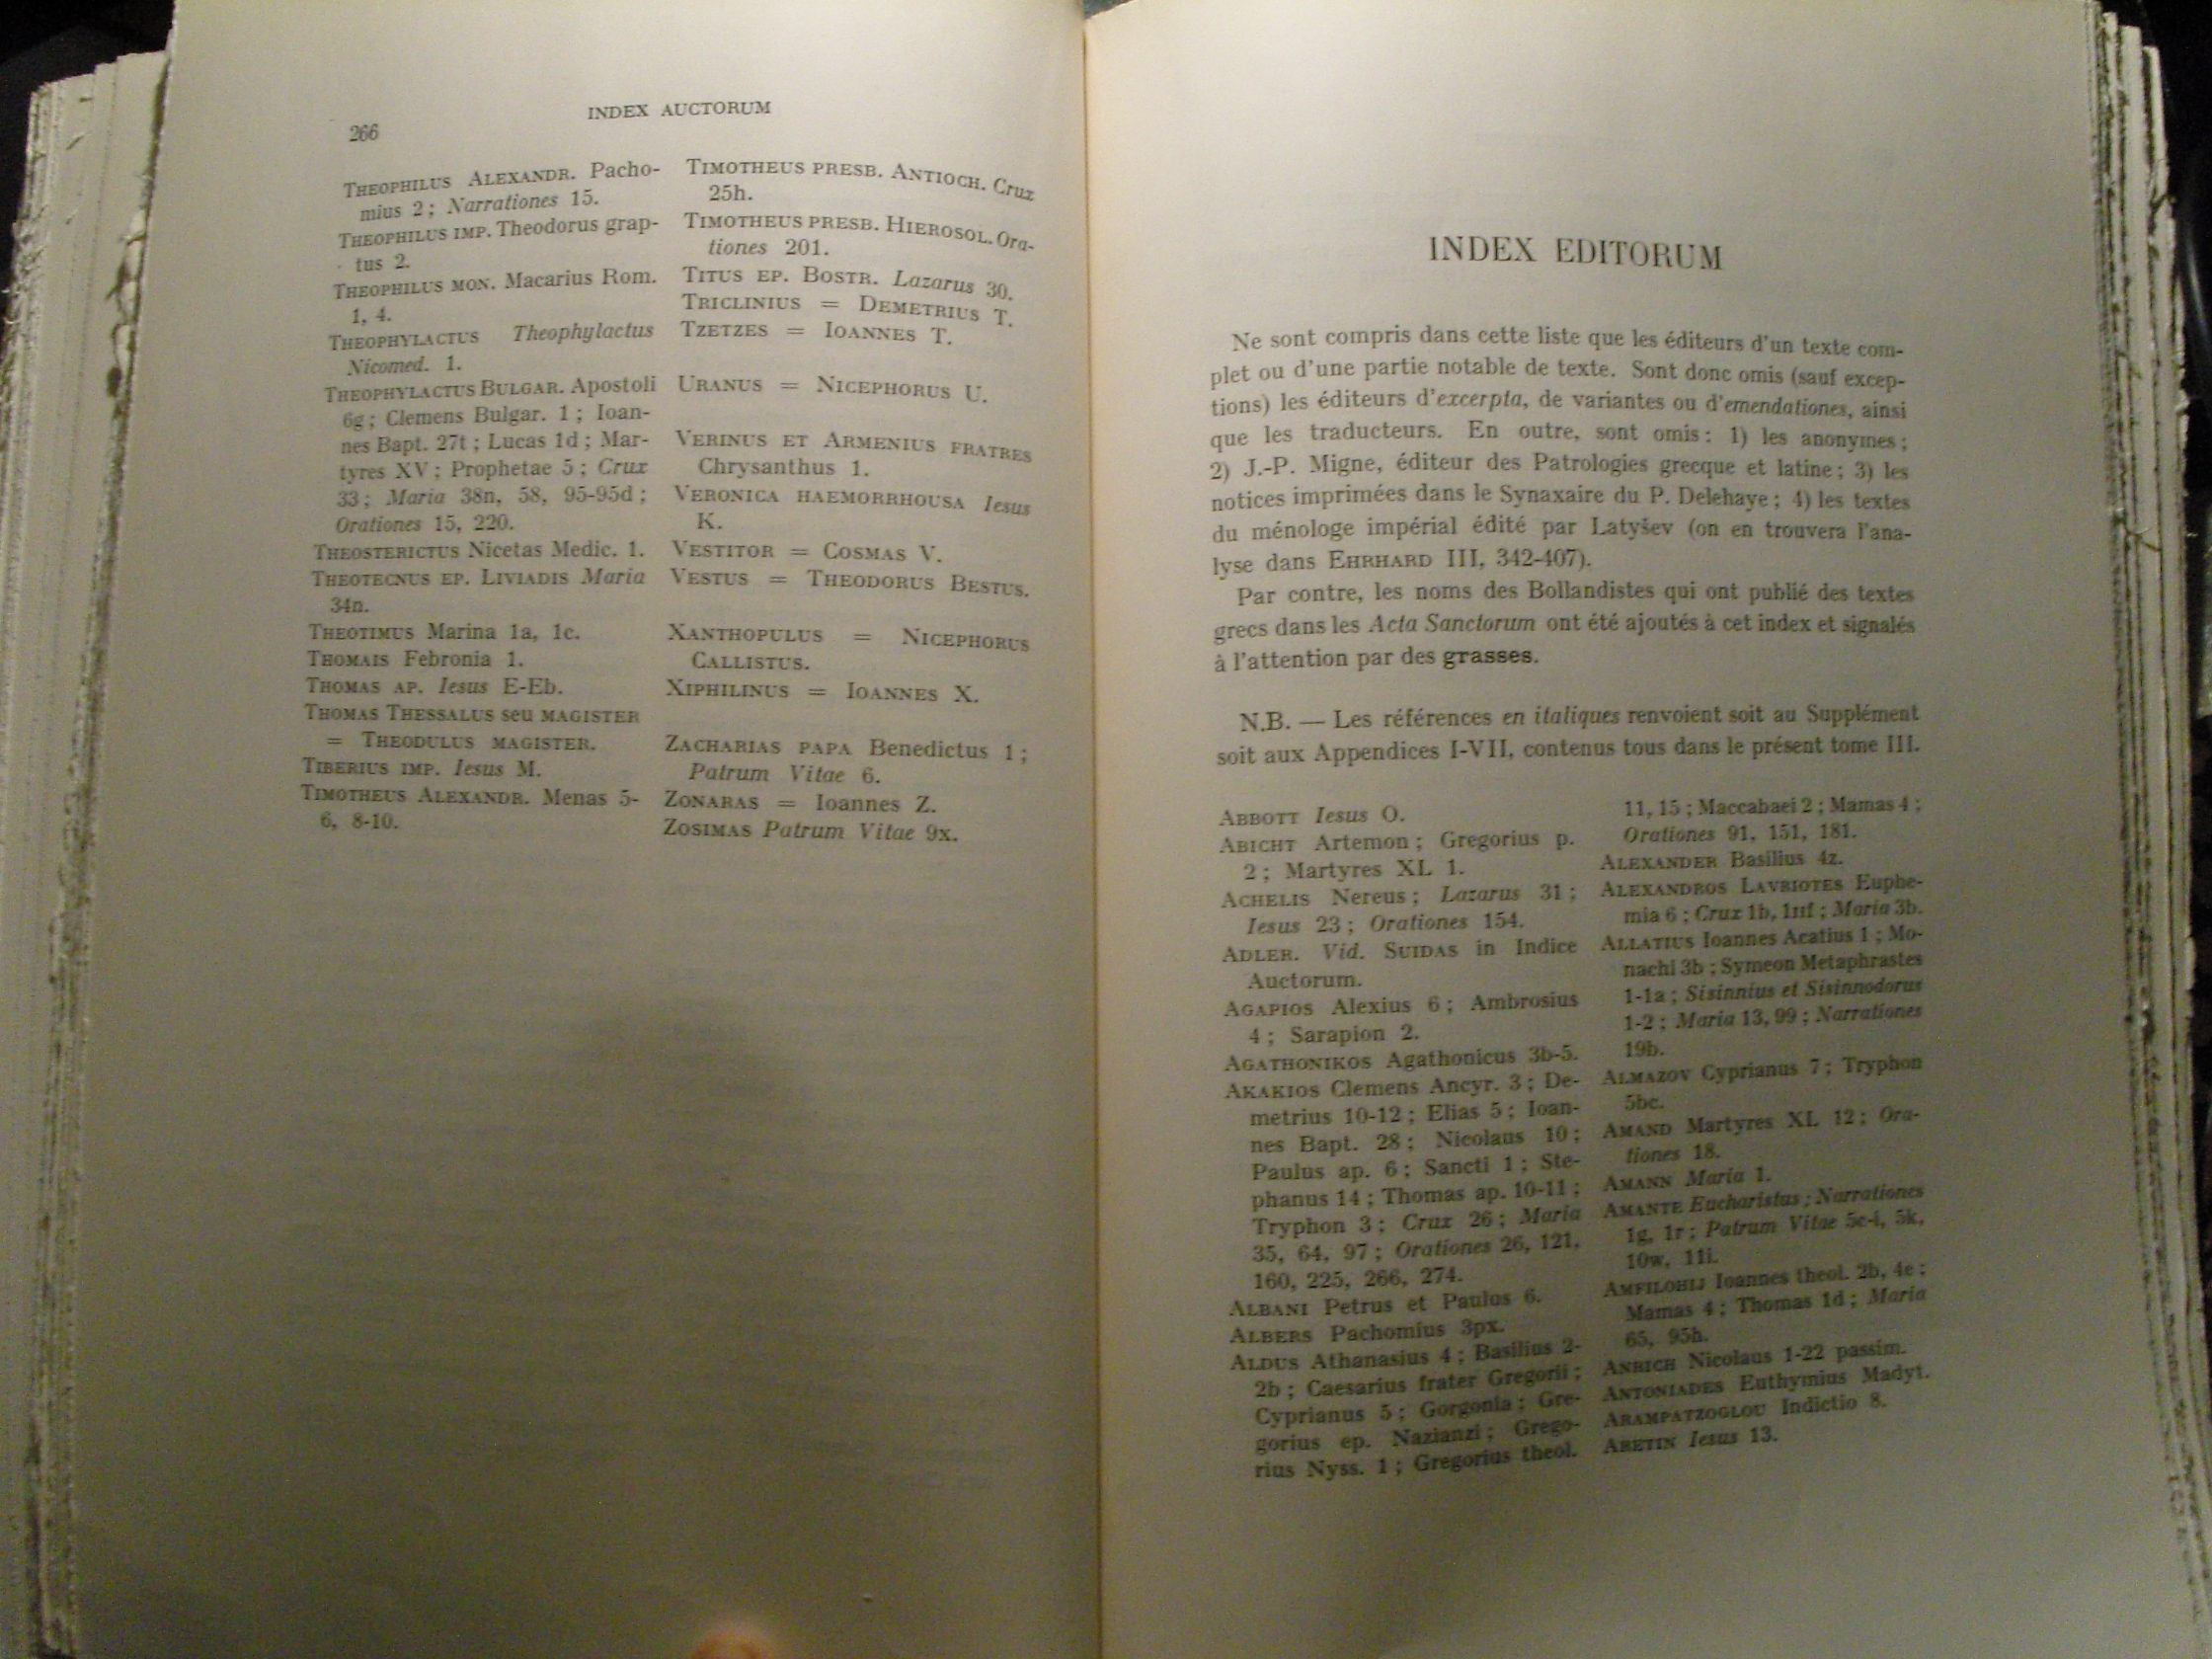 266
INDEX AUCTORUM
THEOPHILUS ALEXANDR. Pacho-
mius 2 ; Narrationes 15.
THEOPHILUS IMP. Theodorus grap-
tus 2.
THEOPHILUS MON. Macarius Rom.
1, 4.
THEOPHYLACTUS Theophylactus
Nicomed. 1.
THEOPHYLACTUS BULGAR. Apostoli
6g ; Clemens Bulgar. 1 ; Ioan-
nes Bapt. 27t ; Lucas 1d ; Mar-
tyres XV ; Prophetae 5 ; Crux
33 ; Maria 38n, 58, 95-95d ;
Orationes 15, 220.
THEOSTERICTUS Nicetas Medic. 1.
THEOTECNUS EP. LIVIADIS Maria
34n.
THEOTIMUS Marina 1a, 1c.
THOMAIS Febronia 1.
THOMAS AP. Iesus E-Eb.
THOMAS THESSALUS seu MAGISTER
= THEODULUS MAGISTER.
TIBERIUS IMP. Iesus M.
TIMOTHEUS ALEXANDR. Menas 5-
6, 8-10.
TIMOTHEUS PRESB. ANTIOCH. Crux
25h.
TIMOTHEUS PRESB. HIEROSOL. Ora-
tiones 201.
TITUS EP. BOSTR. Lazarus 30.
TRICLINIUS = DEMETRIUS T.
TZETZES = IOANNES T.
URANUS = NICEPHORUS U.
VERINUS ET ARMENIUS FRATRES
Chrysanthus 1.
VERONICA HAEMORRHOUSA Iesus
K.
VESTITOR = COSMAS V.
VESTUS = THEODORUS BESTUS.
XANTHOPULUS = NICEPHORUS
CALLISTUS.
XIPHILINUS = IOANNES X.
ZACHARIAS PAPA Benedictus 1 ;
Patrum Vitae 6.
ZONARAS = Ioannes Z.
ZOSIMAS Patrum Vitae 9x.
INDEX EDITORUM
Ne sont compris dans cette liste que les éditeurs d'un texte com-
plet ou d'une partie notable de texte. Sont donc omis (sauf excep-
tions) les éditeurs d'excerpta, de variantes ou d'emendationes, ainsi
que les traducteurs. En outre, sont omis : 1) les anonymes ;
2) J.-P. Migne, éditeur des Patrologies grecque et latine ; 3) les
notices imprimées dans le Synaxaire du P. Delehaye ; 4) les textes
du ménologe impérial édité par Latyšev (on en trouvera l'ana-
lyse dans EHRHARD III, 342-407).
Par contre, les noms des Bollandistes qui ont publié des textes
grecs dans les Acta Sanctorum ont été ajoutés à cet index et signalés
à l'attention par des grasses.
N.B. — Les références en italiques renvoient soit au Supplément
soit aux Appendices I-VII, contenus tous dans le présent tome III.
ABBOTT Iesus O.
ABICHT Artemon ; Gregorius p.
2 ; Martyres XL 1.
ACHELIS Nereus ; Lazarus 31 ;
Iesus 23 ; Orationes 154.
ADLER. Vid. SUIDAS in Indice
Auctorum.
AGAPIOS Alexius 6 ; Ambrosius
4 ; Sarapion 2.
AGATHONIKOS Agathonicus 3b-5.
AKAKIOS Clemens Ancyr. 3 ; De-
metrius 10-12 ; Elias 5 ; Ioan-
nes Bapt. 28 ; Nicolaus 10 ;
Paulus ap. 6 ; Sancti 1 ; Ste-
phanus 14 ; Thomas ap. 10-11 ;
Tryphon 3 ; Crux 26 ; Maria
35, 64, 97 ; Orationes 26, 121,
160, 225, 266, 274.
ALBANI Petrus et Paulus 6.
ALBERS Pachomius 3px.
ALDUS Athanasius 4 ; Basilius 2-
2b ; Caesarius frater Gregorii ;
Cyprianus 5 ; Gorgonia ; Gre-
gorius ep. Nazianzi ; Grego-
rius Nyss. 1 ; Gregorius theol.
11, 15 ; Maccabaei 2 ; Mamas 4 ;
Orationes 91, 151, 181.
ALEXANDER Basilius 4z.
ALEXANDROS LAVRIOTES Euphe-
mia 6 ; Crux 1b, 1nf ; Maria 3b.
ALLATIUS Ioannes Acatius 1 ; Mo-
nachi 3b ; Symeon Metaphrastes
1-1a ; Sisinnius et Sisinnodorus
1-2 ; Maria 13, 99 ; Narrationes
19b.
ALMAZOV Cyprianus 7 ; Tryphon
5bc.
AMAND Martyres XL 12 ; Ora-
tiones 18.
AMANN Maria 1.
AMANTE Eucharistus ; Narrationes
1g, 1r ; Patrum Vitae 5c-i, 5k,
10w, 11i.
AMFILOHIJ Ioannes theol. 2b, 4e ;
Mamas 4 ; Thomas 1d ; Maria
65, 95h.
ANRICH Nicolaus 1-22 passim.
ANTONIADES Euthymius Madyt.
ARAMPATZOGLOU Indictio 8.
ARETIN Iesus 13.